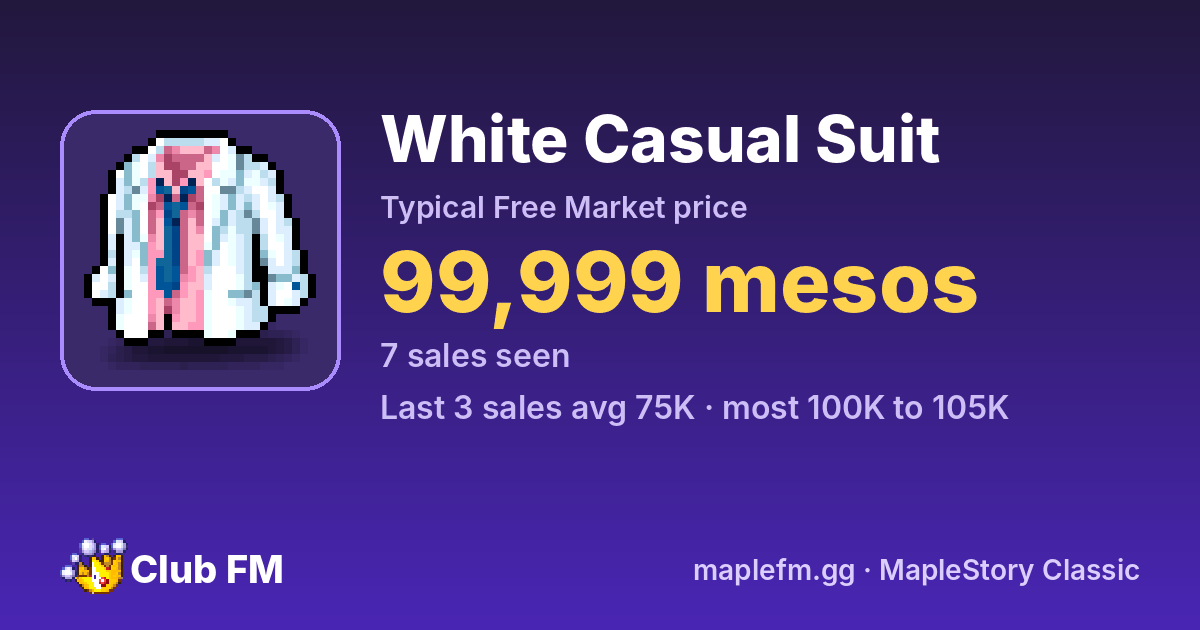 White Casual Suit
Typical Free Market price
99,999 mesos
7 sales seen
Last 3 sales avg 75K · most 100K to 105K
Club FM
maplefm.gg · MapleStory Classic